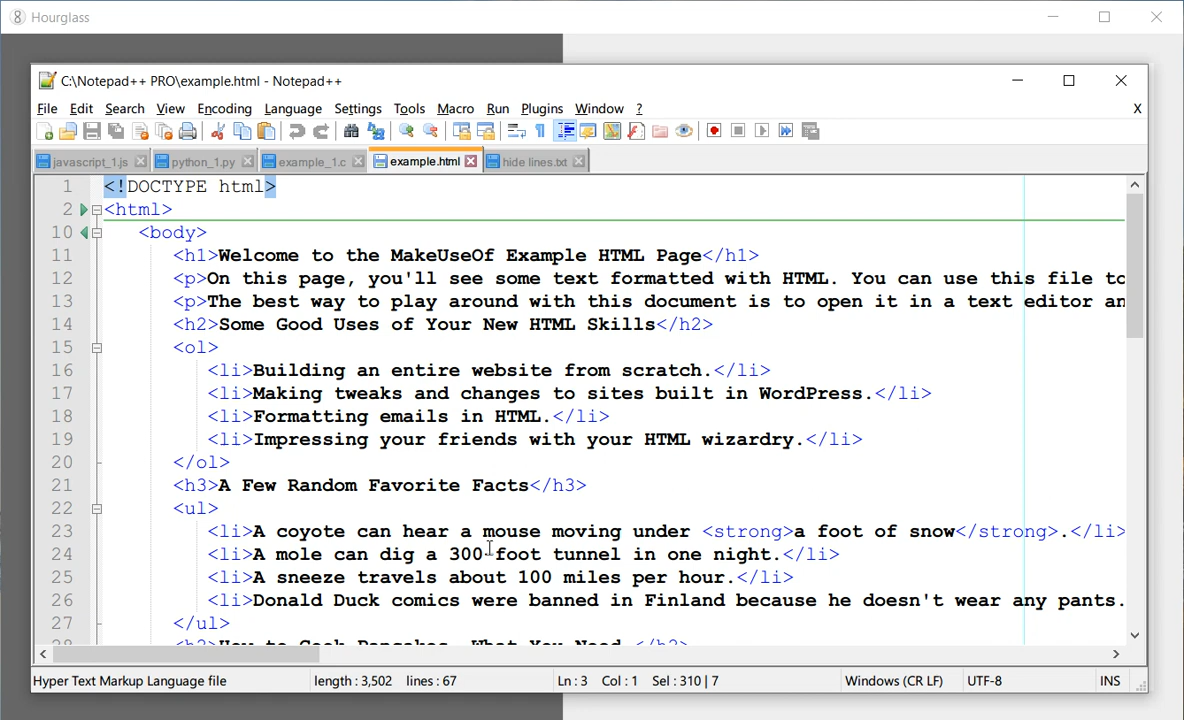 Hourglass
C:\Notepad++ PRO\example.html - Notepad++
File Edit Search View Encoding Language Settings Tools Macro Run Plugins Window ? X
javascript_1.js python_1.py example_1.c example.html hide lines.txt
1 <!DOCTYPE html>
2 <html>
10 <body>
11 <h1>Welcome to the MakeUseOf Example HTML Page</h1>
12 <p>On this page, you'll see some text formatted with HTML. You can use this file to
13 <p>The best way to play around with this document is to open it in a text editor an
14 <h2>Some Good Uses of Your New HTML Skills</h2>
15 <ol>
16 <li>Building an entire website from scratch.</li>
17 <li>Making tweaks and changes to sites built in WordPress.</li>
18 <li>Formatting emails in HTML.</li>
19 <li>Impressing your friends with your HTML wizardry.</li>
20 </ol>
21 <h3>A Few Random Favorite Facts</h3>
22 <ul>
23 <li>A coyote can hear a mouse moving under <strong>a foot of snow</strong>.</li>
24 <li>A mole can dig a 300-foot tunnel in one night.</li>
25 <li>A sneeze travels about 100 miles per hour.</li>
26 <li>Donald Duck comics were banned in Finland because he doesn't wear any pants.
27 </ul>
Hyper Text Markup Language file length : 3,502 lines : 67 Ln : 3 Col : 1 Sel : 310 | 7 Windows (CR LF) UTF-8 INS